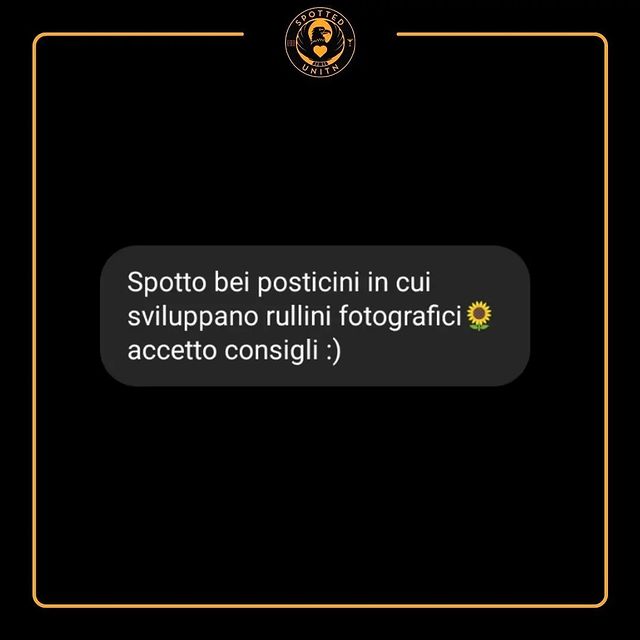 SPOTTED
UNITN
Spotto bei posticini in cui
sviluppano rullini fotografici🌻
accetto consigli :)